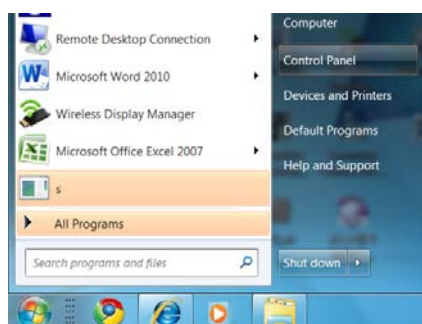 Remote Desktop Connection
Microsoft Word 2010
Wireless Display Manager
Microsoft Office Excel 2007
s
All Programs
Search programs and files
Computer
Control Panel
Devices and Printers
Default Programs
Help and Support
Shut down